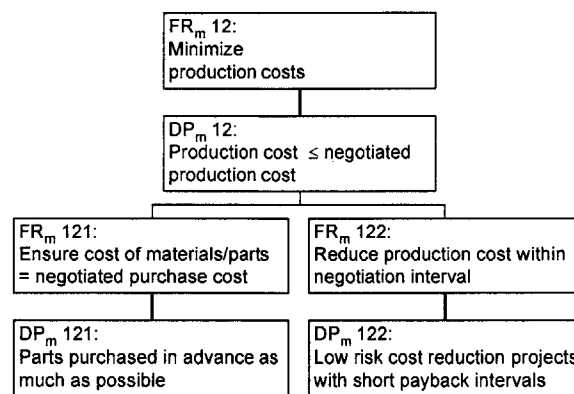 FRm 12:
Minimize
production costs
DPm 12:
Production cost ≤ negotiated
production cost
FRm 121:
Ensure cost of materials/parts
= negotiated purchase cost
FRm 122:
Reduce production cost within
negotiation interval
DPm 121:
Parts purchased in advance as
much as possible
DPm 122:
Low risk cost reduction projects
with short payback intervals